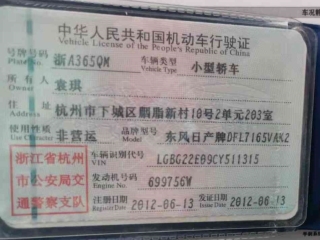 中华人民共和国机动车行驶证
Vehicle License of the People's Republic of China
号牌号码 浙A365QM 车辆类型 小型轿车
Plate No. Vehicle Type
所有人 袁琪
Owner
住址 杭州市下城区胭脂新村10号2单元203室
Address
使用性质 非营运 品牌型号 东风日产牌DFL7165VAK2
Use Character Model
浙江省杭州市公安局交通警察支队
车辆识别代号 LGBG22E09CY511315
VIN
发动机号码 699756W
Engine No.
注册日期 2012-06-13 发证日期 2012-06-13
Register Date Issue Date